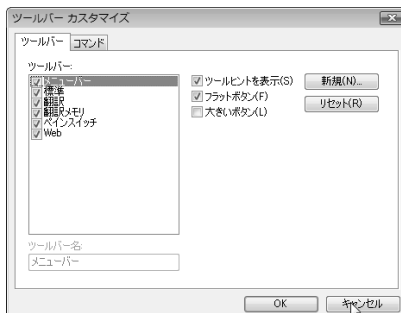 ツールバー カスタマイズ
ツールバー コマンド
ツールバー:
メニューバー
標準
翻訳
翻訳メモリ
ペインスイッチ
Web
ツールヒントを表示(S)
フラットボタン(F)
大きいボタン(L)
新規(N)...
リセット(R)
ツールバー名:
メニューバー
OK キャンセル